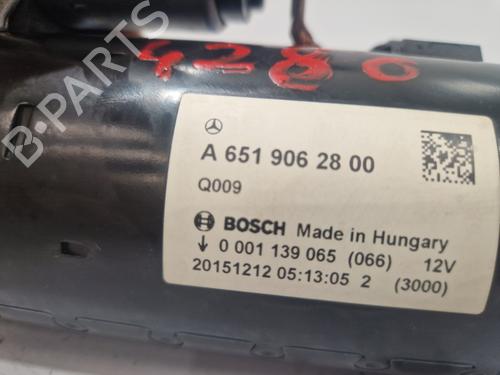 4280
A 651 906 28 00
Q009
BOSCH Made in Hungary
0 001 139 065 (066) 12V
20151212 05:13:05 2 (3000)
B-PARTS